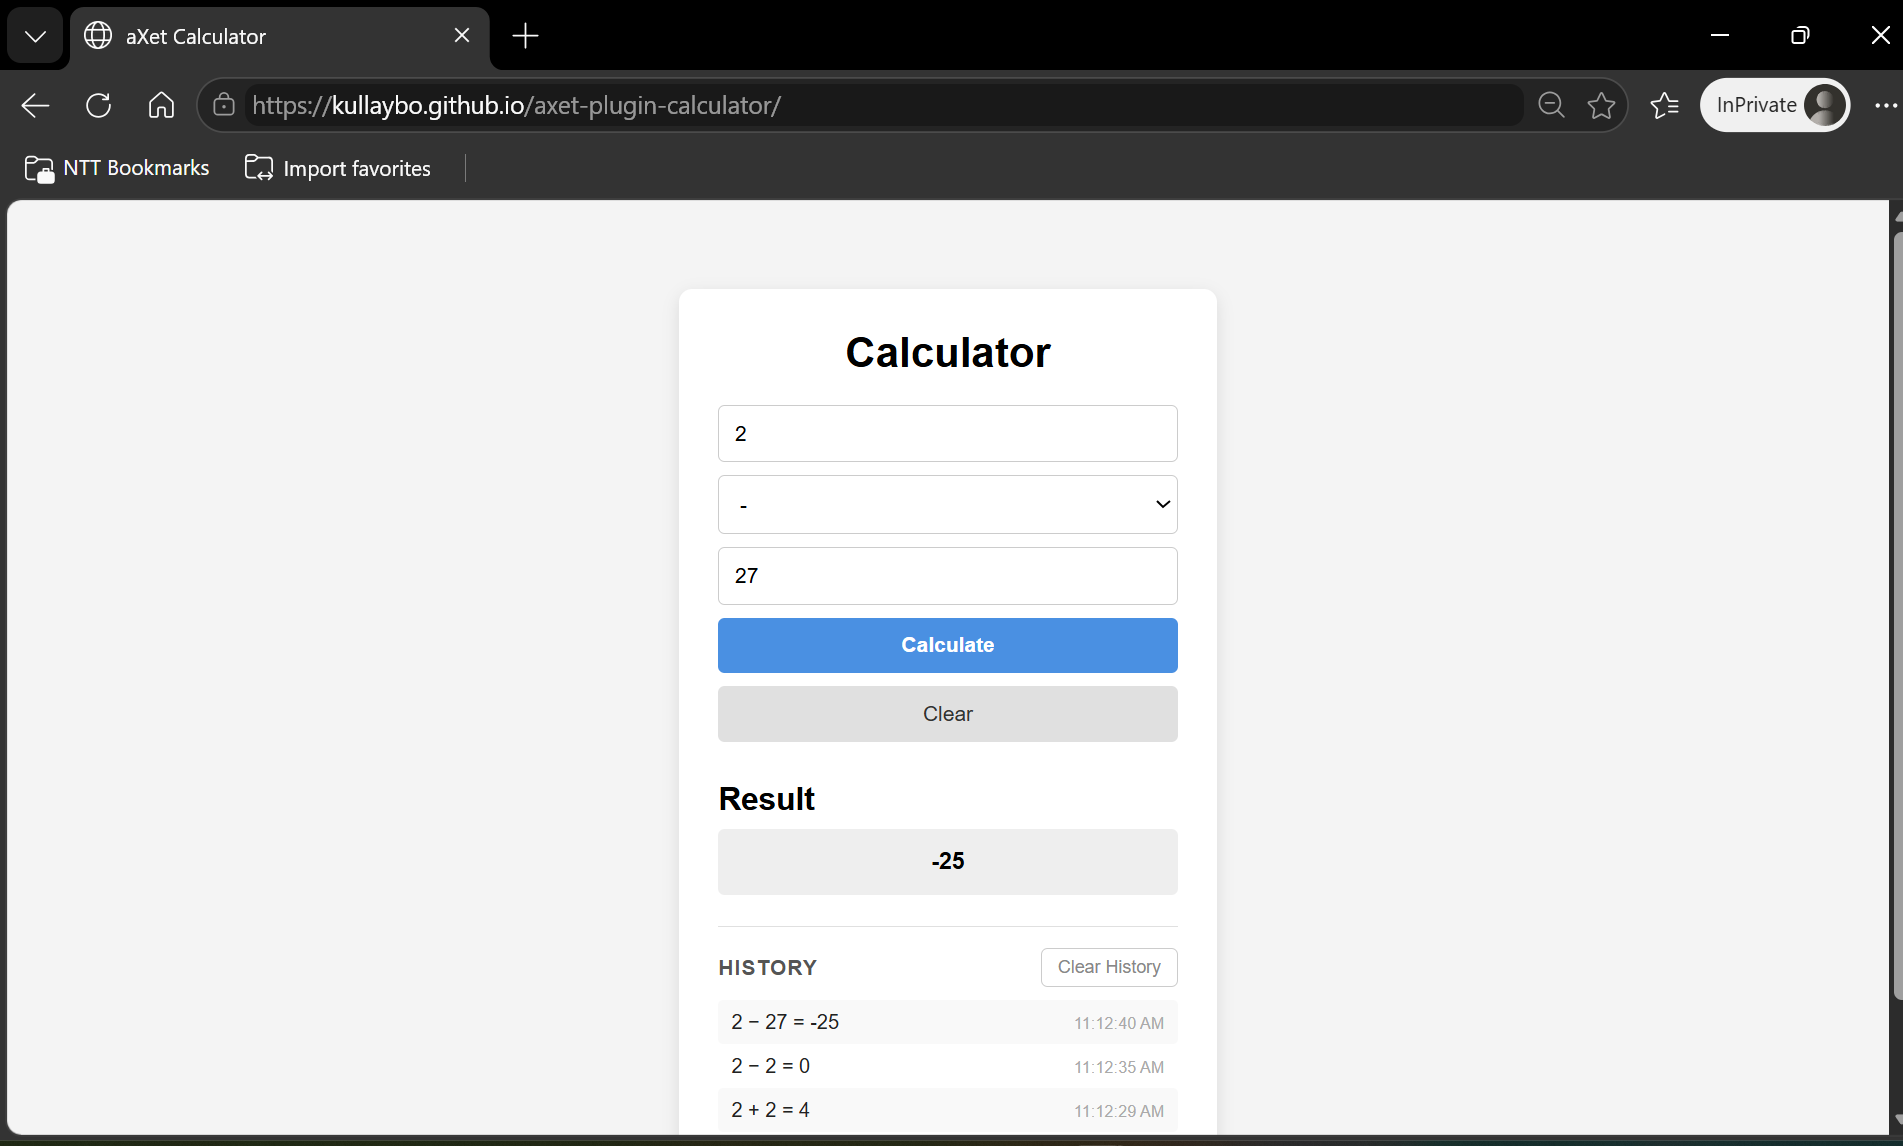 aXet Calculator
https://kullaybo.github.io/axet-plugin-calculator/
InPrivate
NTT Bookmarks
Import favorites
Calculator
2
-
27
Calculate
Clear
Result
-25
HISTORY
Clear History
2 − 27 = -25
11:12:40 AM
2 − 2 = 0
11:12:35 AM
2 + 2 = 4
11:12:29 AM